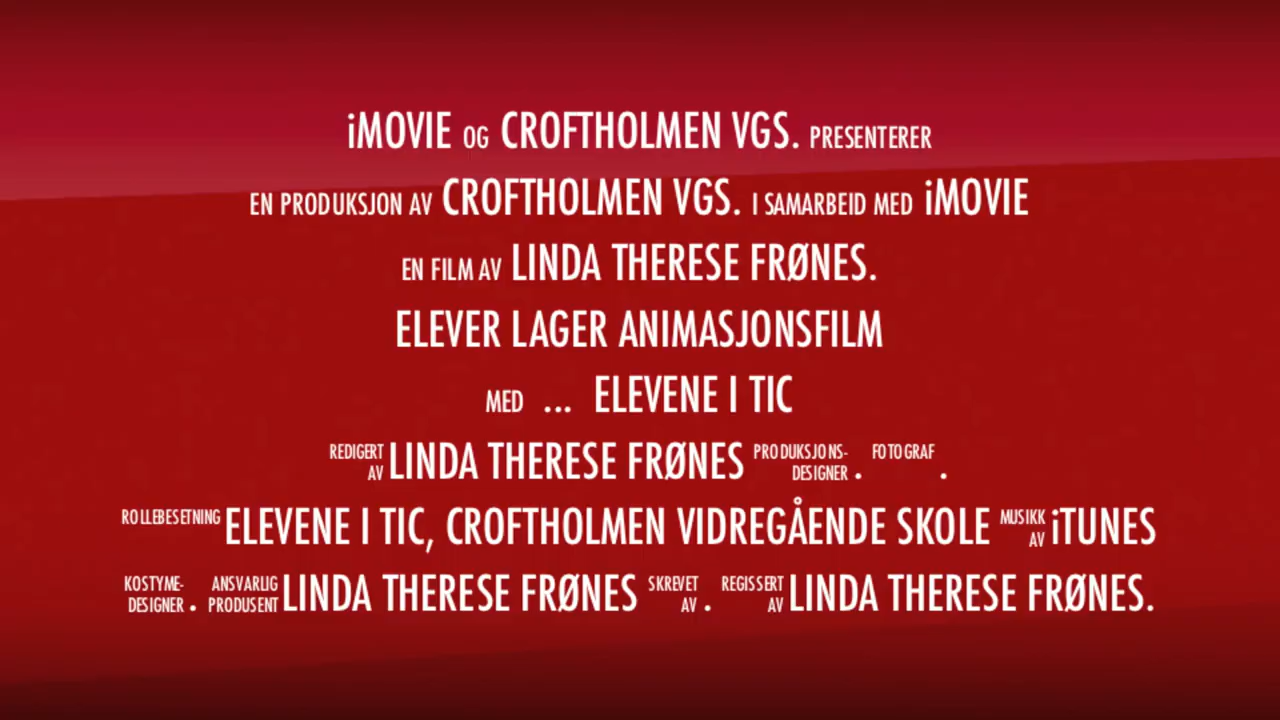 iMOVIE OG CROFTHOLMEN VGS. PRESENTERER
EN PRODUKSJON AV CROFTHOLMEN VGS. I SAMARBEID MED iMOVIE
EN FILM AV LINDA THERESE FRØNES.
ELEVER LAGER ANIMASJONSFILM
MED ... ELEVENE I TIC
REDIGERT AV LINDA THERESE FRØNES PRODUKSJONS-DESIGNER . FOTOGRAF .
ROLLEBESETNING ELEVENE I TIC, CROFTHOLMEN VIDREGÅENDE SKOLE MUSIKK AV iTUNES
KOSTYME-DESIGNER . ANSVARLIG PRODUSENT LINDA THERESE FRØNES SKREVET AV . REGISSERT AV LINDA THERESE FRØNES.